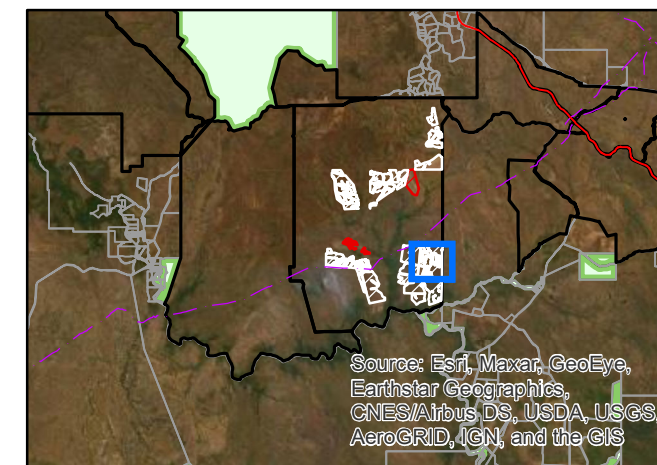 Source: Esri, Maxar, GeoEye,
Earthstar Geographics,
CNES/Airbus DS, USDA, USGS,
AeroGRID, IGN, and the GIS